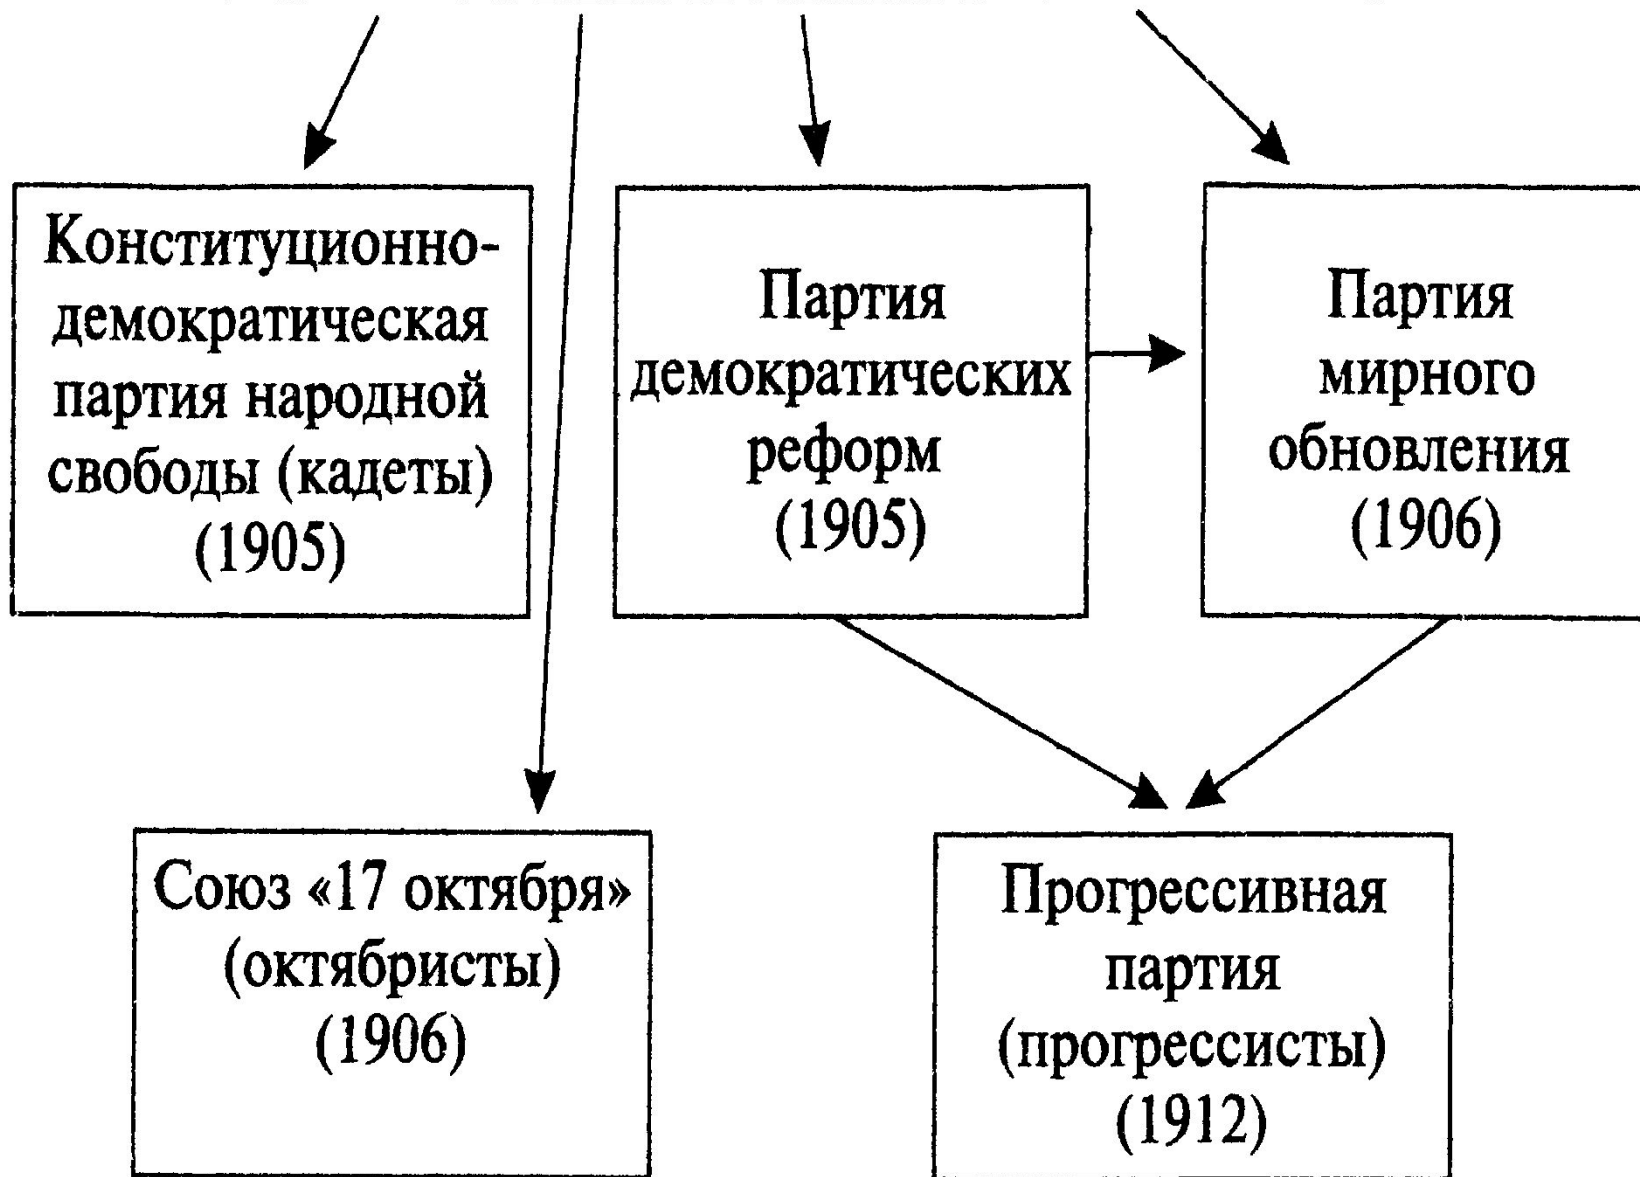 Конституционно-
демократическая
партия народной
свободы (кадеты)
(1905)
Партия
демократических
реформ
(1905)
Партия
мирного
обновления
(1906)
Союз «17 октября»
(октябристы)
(1906)
Прогрессивная
партия
(прогрессисты)
(1912)